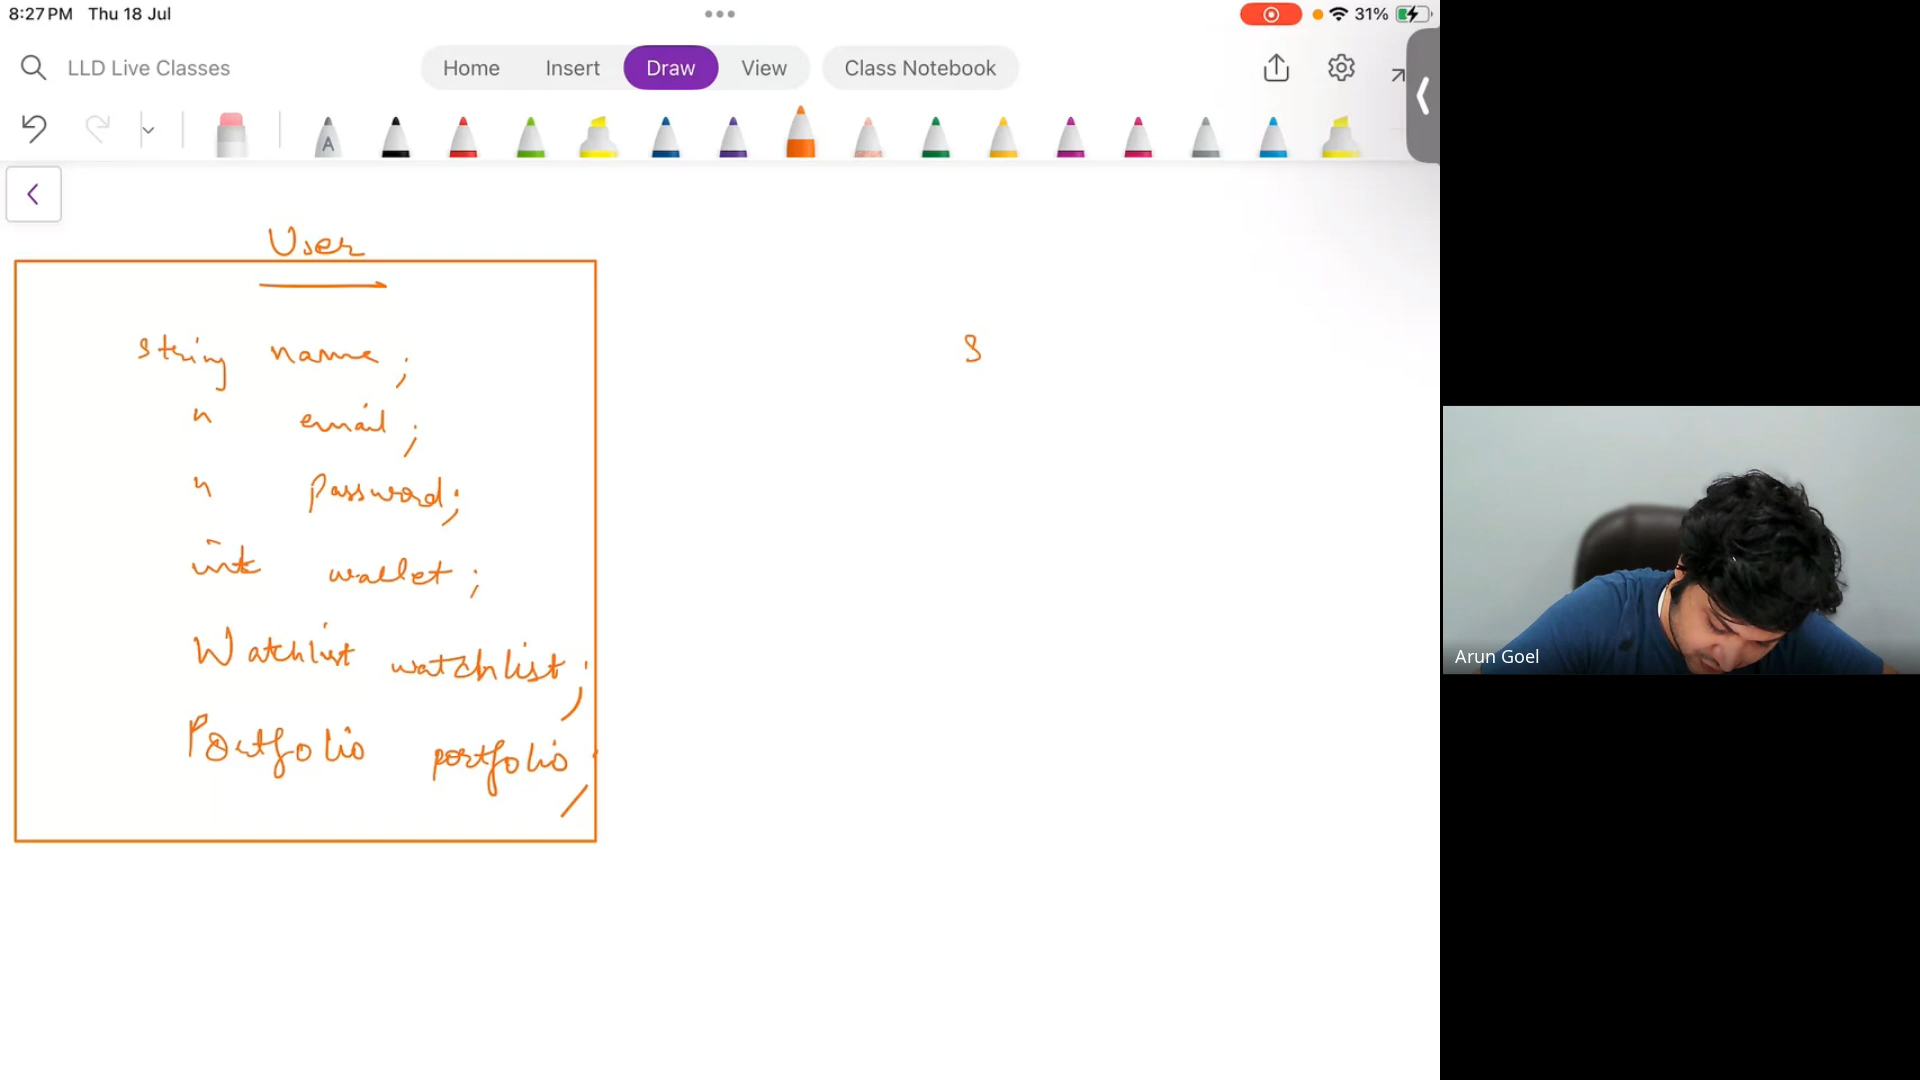 8:27 PM Thu 18 Jul
31%
LLD Live Classes
Home Insert Draw View Class Notebook
A
User
string name;
" email;
" password;
int wallet;
Watchlist watchlist;
Portfolio portfolio;
S
Arun Goel